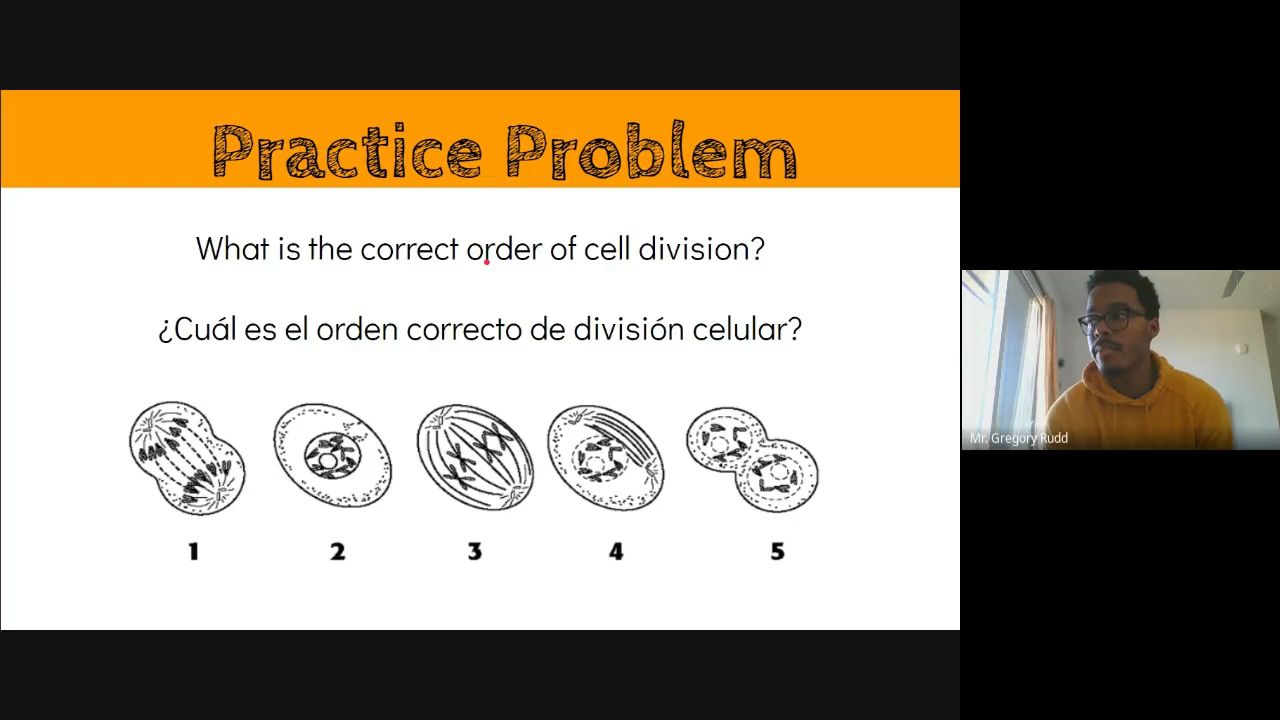 Practice Problem
What is the correct order of cell division?
¿Cuál es el orden correcto de división celular?
1 2 3 4 5
Mr. Gregory Rudd